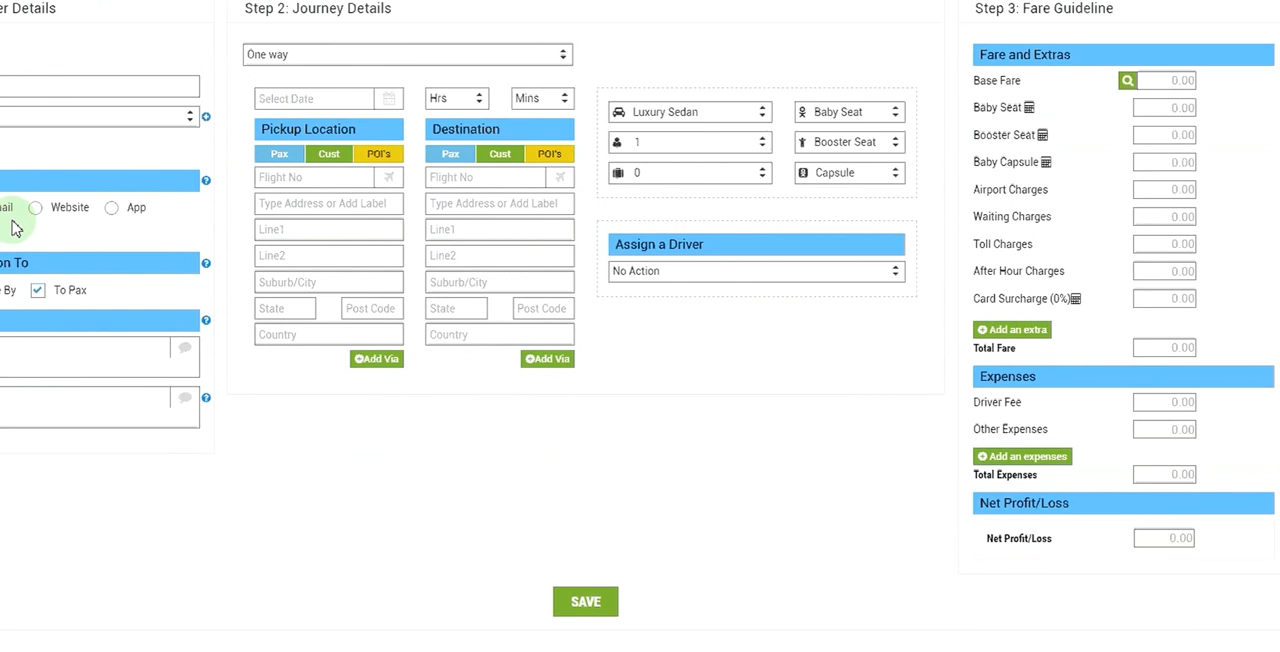 er Details
ail
Website
App
on To
e By
To Pax
Step 2: Journey Details
One way
Select Date
Hrs
Mins
Pickup Location
Destination
Pax
Cust
POI's
Pax
Cust
POI's
Flight No
Flight No
Type Address or Add Label
Type Address or Add Label
Line1
Line1
Line2
Line2
Suburb/City
Suburb/City
State
Post Code
State
Post Code
Country
Country
Add Via
Add Via
Luxury Sedan
Baby Seat
1
Booster Seat
0
Capsule
Assign a Driver
No Action
Step 3: Fare Guideline
Fare and Extras
Base Fare 0.00
Baby Seat 0.00
Booster Seat 0.00
Baby Capsule 0.00
Airport Charges 0.00
Waiting Charges 0.00
Toll Charges 0.00
After Hour Charges 0.00
Card Surcharge (0%) 0.00
Add an extra
Total Fare 0.00
Expenses
Driver Fee 0.00
Other Expenses 0.00
Add an expenses
Total Expenses 0.00
Net Profit/Loss
Net Profit/Loss 0.00
SAVE